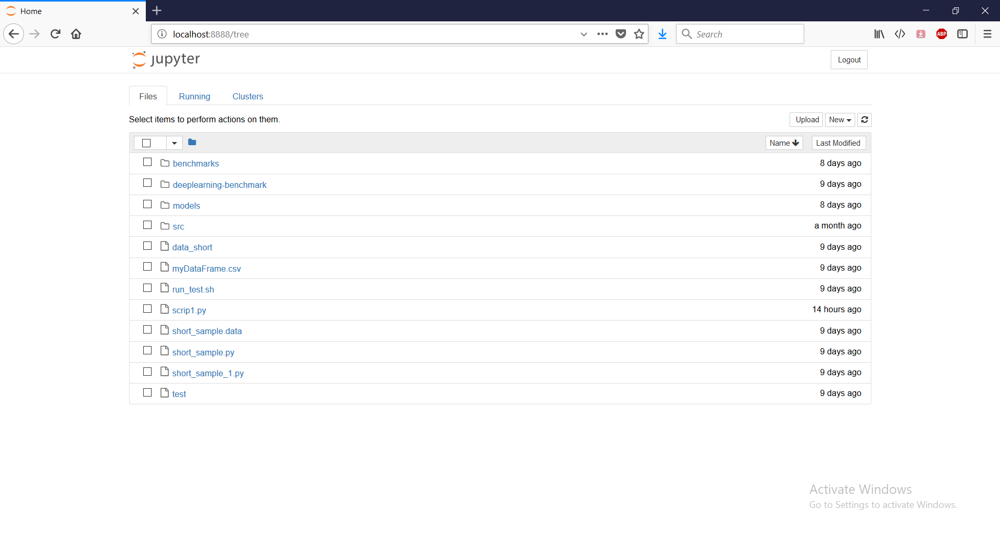 Home
localhost:8888/tree
Search
ABP
jupyter
Logout
Files Running Clusters
Select items to perform actions on them.
Upload New
Name Last Modified
benchmarks 8 days ago
deeplearning-benchmark 9 days ago
models 8 days ago
src a month ago
data_short 9 days ago
myDataFrame.csv 9 days ago
run_test.sh 9 days ago
scrip1.py 14 hours ago
short_sample.data 9 days ago
short_sample.py 9 days ago
short_sample_1.py 9 days ago
test 9 days ago
Activate Windows
Go to Settings to activate Windows.